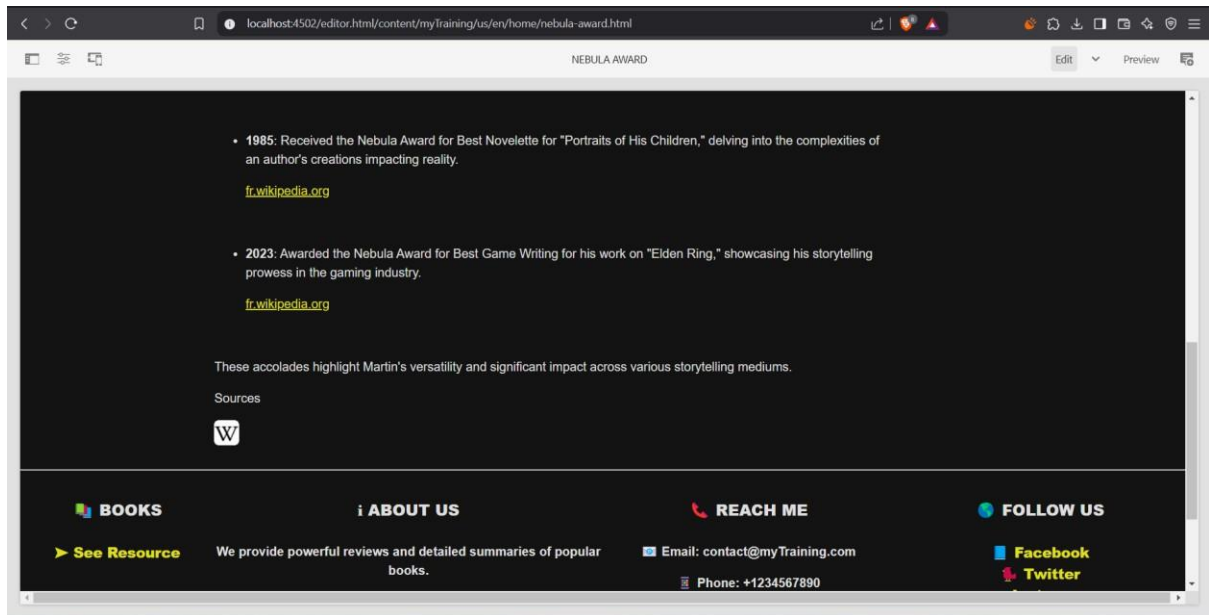 localhost:4502/editor.html/content/myTraining/us/en/home/nebula-award.html
NEBULA AWARD
Edit
Preview
• 1985: Received the Nebula Award for Best Novelette for "Portraits of His Children," delving into the complexities of
an author's creations impacting reality.
fr.wikipedia.org
• 2023: Awarded the Nebula Award for Best Game Writing for his work on "Elden Ring," showcasing his storytelling
prowess in the gaming industry.
fr.wikipedia.org
These accolades highlight Martin's versatility and significant impact across various storytelling mediums.
Sources
W
BOOKS
➤ See Resource
i ABOUT US
We provide powerful reviews and detailed summaries of popular
books.
REACH ME
Email: contact@myTraining.com
Phone: +1234567890
FOLLOW US
Facebook
Twitter